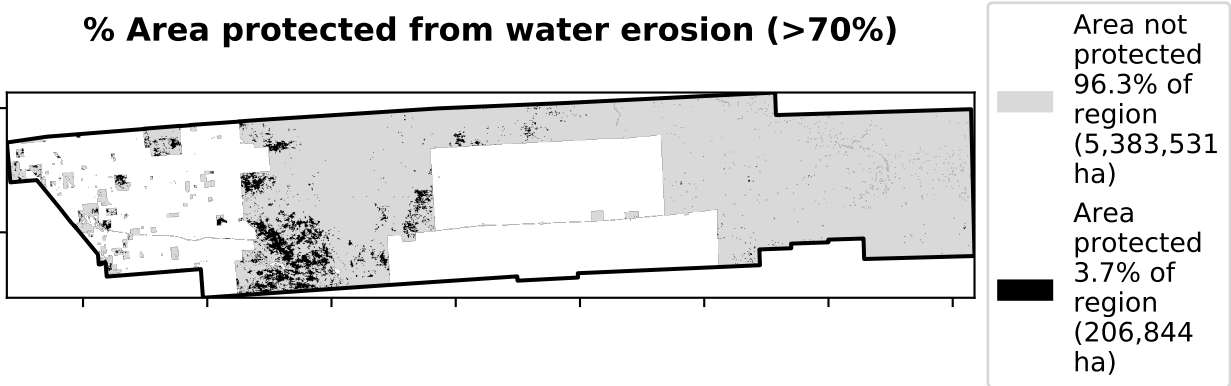 % Area protected from water erosion (>70%)
Area not
protected
96.3% of
region
(5,383,531
ha)
Area
protected
3.7% of
region
(206,844
ha)